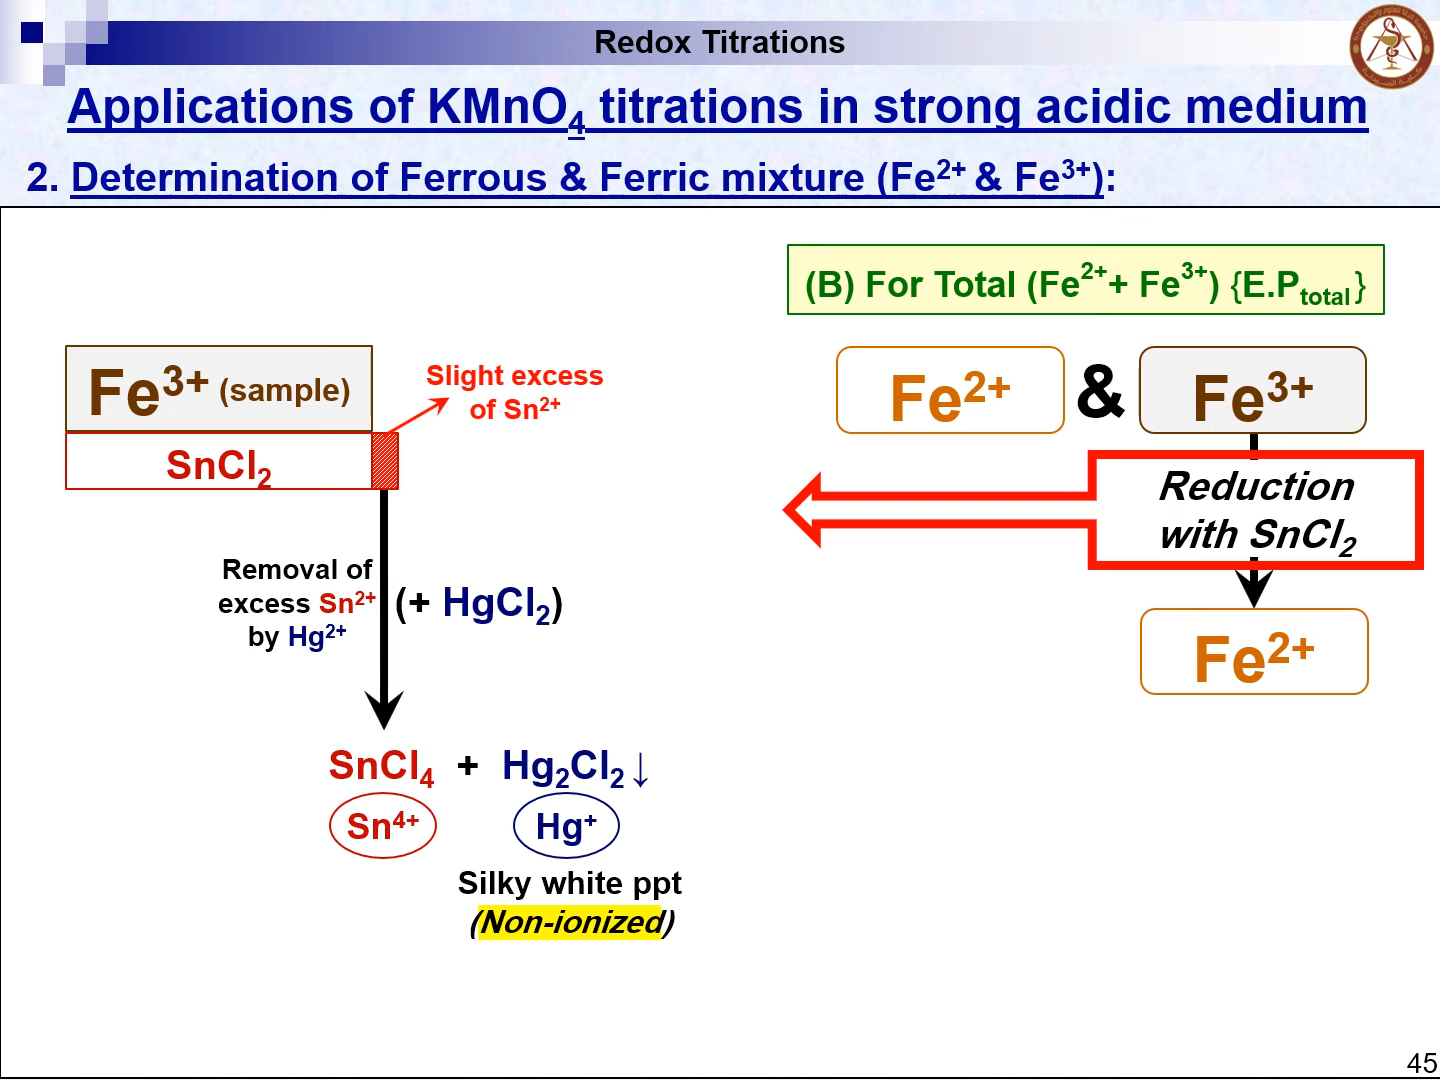 Redox Titrations
Applications of KMnO4 titrations in strong acidic medium
2. Determination of Ferrous & Ferric mixture (Fe2+ & Fe3+):
(B) For Total (Fe2++ Fe3+) {E.Ptotal}
Fe3+ (sample)
SnCl2
Slight excess
of Sn2+
Removal of
excess Sn2+
by Hg2+
(+ HgCl2)
SnCl4 + Hg2Cl2 ↓
Sn4+ Hg+
Silky white ppt
(Non-ionized)
Fe2+ & Fe3+
Reduction
with SnCl2
Fe2+
45